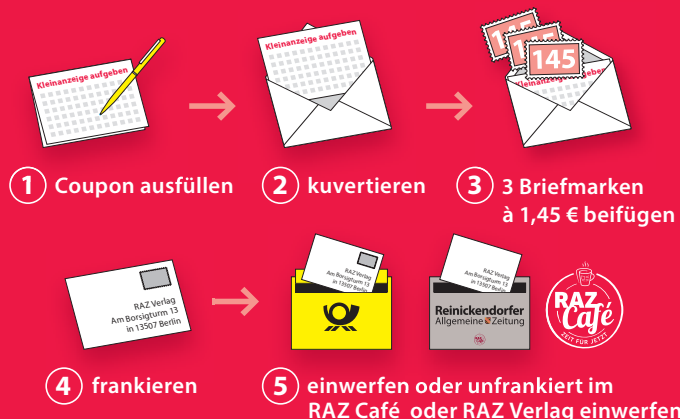 Kleinanzeige aufgeben
Kleinanzeige aufgeben
145
145
145
Kleinanzeige aufgeben
1 Coupon ausfüllen
2 kuvertieren
3 3 Briefmarken
à 1,45 € beifügen
RAZ Verlag
Am Borsigturm 13
in 13507 Berlin
RAZ Verlag
Am Borsigturm 13
in 13507 Berlin
RAZ Verlag
Am Borsigturm 13
in 13507 Berlin
Reinickendorfer
Allgemeine Zeitung
RAZ
Café
ZEIT FÜR JETZT
4 frankieren
5 einwerfen oder unfrankiert im
RAZ Café oder RAZ Verlag einwerfen